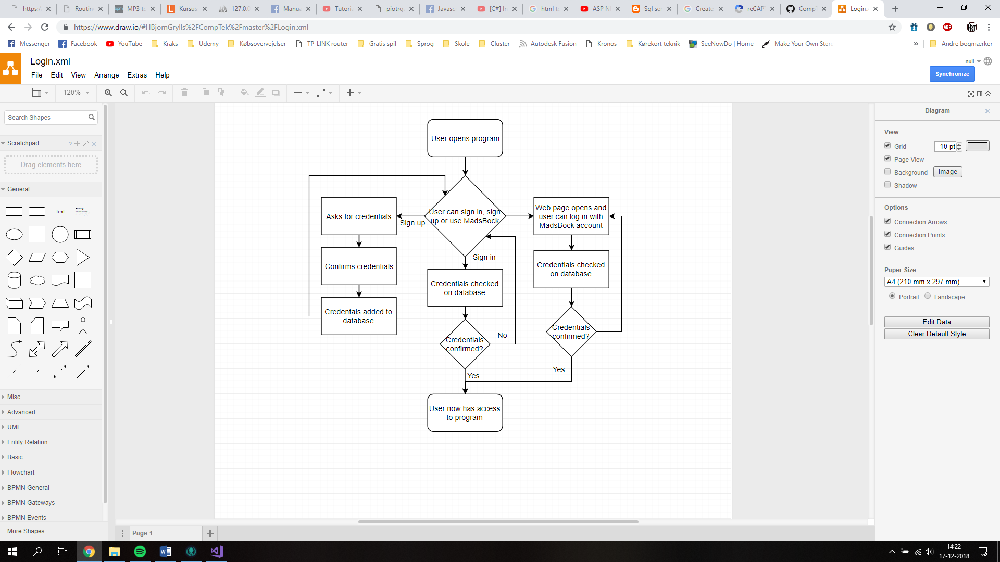 https:/
Routin
MP3 to
Kursus
127.0.0
Manua
Tutoria
piotrg
Javasc
[C#] In
html to
ASP N
Sql ser
Create
reCAP
Comp
Login.
https://www.draw.io/#HBjornGrylls%2FCompTek%2Fmaster%2FLogin.xml
Messenger
Facebook
YouTube
Kraks
Udemy
Købsovervejelser
TP-LINK router
Gratis spil
Sprog
Skole
Cluster
Autodesk Fusion
Kronos
Kørekort teknik
SeeNowDo | Home
Make Your Own Stere
»
Andre bogmærker
Login.xml
null
File Edit View Arrange Extras Help
Synchronize
120%
Search Shapes
Scratchpad
?
Drag elements here
General
Text
Heading
Misc
Advanced
UML
Entity Relation
Basic
Flowchart
BPMN General
BPMN Gateways
BPMN Events
More Shapes...
User opens program
User can sign in, sign
up or use MadsBock
Sign up
Asks for credentials
Confirms credentials
Credentals added to
database
Sign in
Credentials checked
on database
Credentials
confirmed?
No
Yes
Web page opens and
user can log in with
MadsBock account
Credentials checked
on database
Credentials
confirmed?
Yes
User now has access
to program
Page-1
Diagram
View
Grid
10 pt
Page View
Background
Image
Shadow
Options
Connection Arrows
Connection Points
Guides
Paper Size
A4 (210 mm x 297 mm)
Portrait
Landscape
Edit Data
Clear Default Style
14:22
17-12-2018